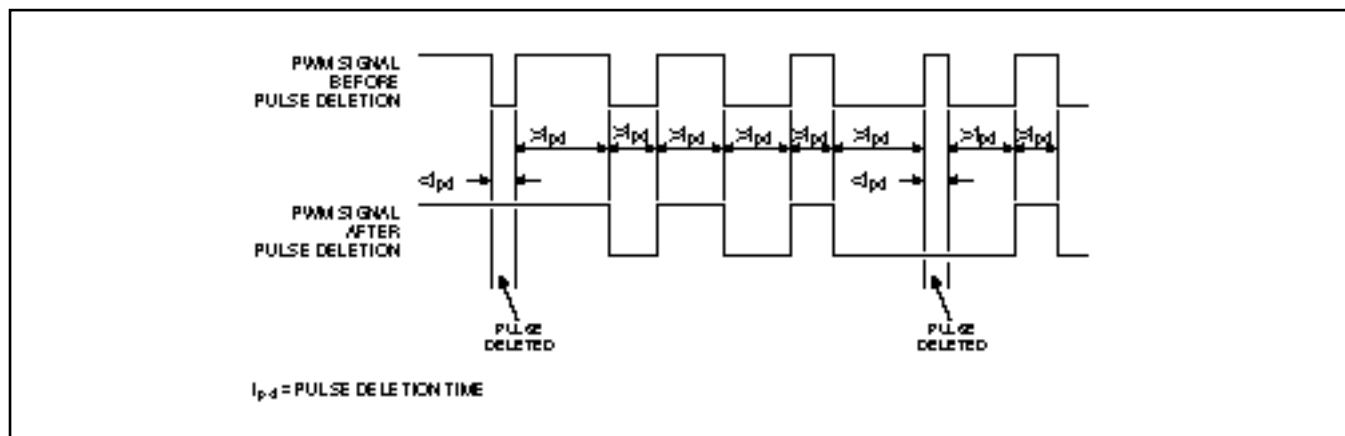 PWM SIGNAL
BEFORE
PULSE DELETION
>tpd >tpd >tpd >tpd >tpd >tpd >tpd >tpd
<tpd <tpd
PWM SIGNAL
AFTER
PULSE DELETION
PULSE
DELETED
PULSE
DELETED
tpd = PULSE DELETION TIME